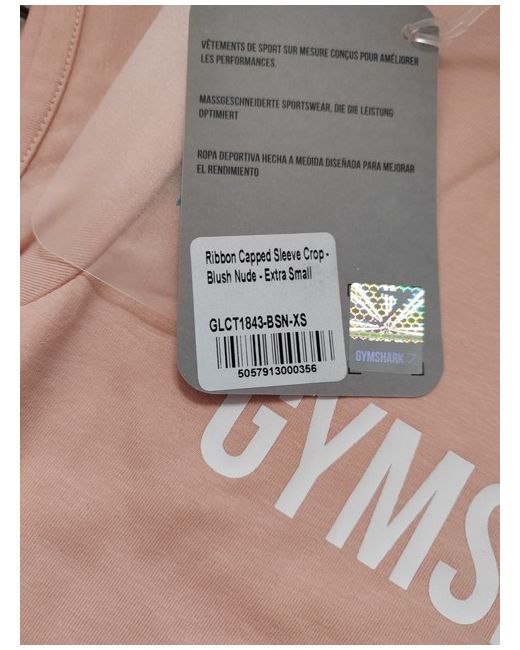 VÊTEMENTS DE SPORT SUR MESURE CONÇUS POUR AMÉLIORER
LES PERFORMANCES.
MASSGESCHNEIDERTE SPORTSWEAR, DIE DIE LEISTUNG
OPTIMIERT
ROPA DEPORTIVA HECHA A MEDIDA DISEÑADA PARA MEJORAR
EL RENDIMIENTO
Ribbon Capped Sleeve Crop -
Blush Nude - Extra Small
GLCT1843-BSN-XS
5057913000356
GYMSHARK
GYMS